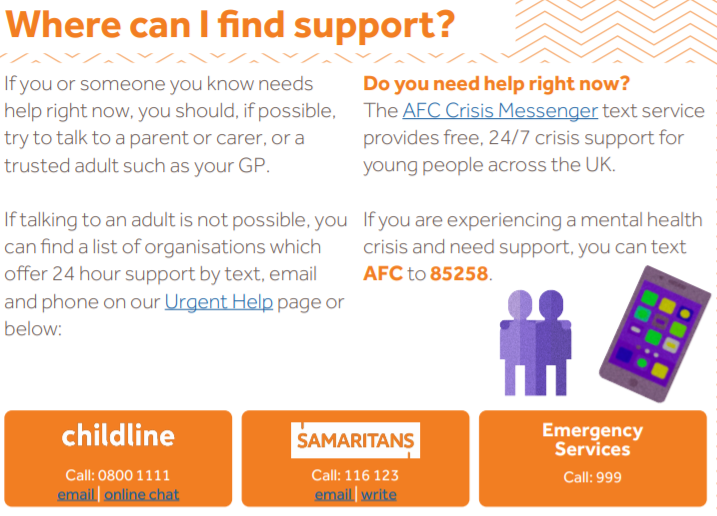 Where can I find support?
If you or someone you know needs
help right now, you should, if possible,
try to talk to a parent or carer, or a
trusted adult such as your GP.
If talking to an adult is not possible, you
can find a list of organisations which
offer 24 hour support by text, email
and phone on our Urgent Help page or
below:
Do you need help right now?
The AFC Crisis Messenger text service
provides free, 24/7 crisis support for
young people across the UK.
If you are experiencing a mental health
crisis and need support, you can text
AFC to 85258.
childline
Call: 0800 1111
email | online chat
SAMARITANS
Call: 116 123
email | write
Emergency
Services
Call: 999